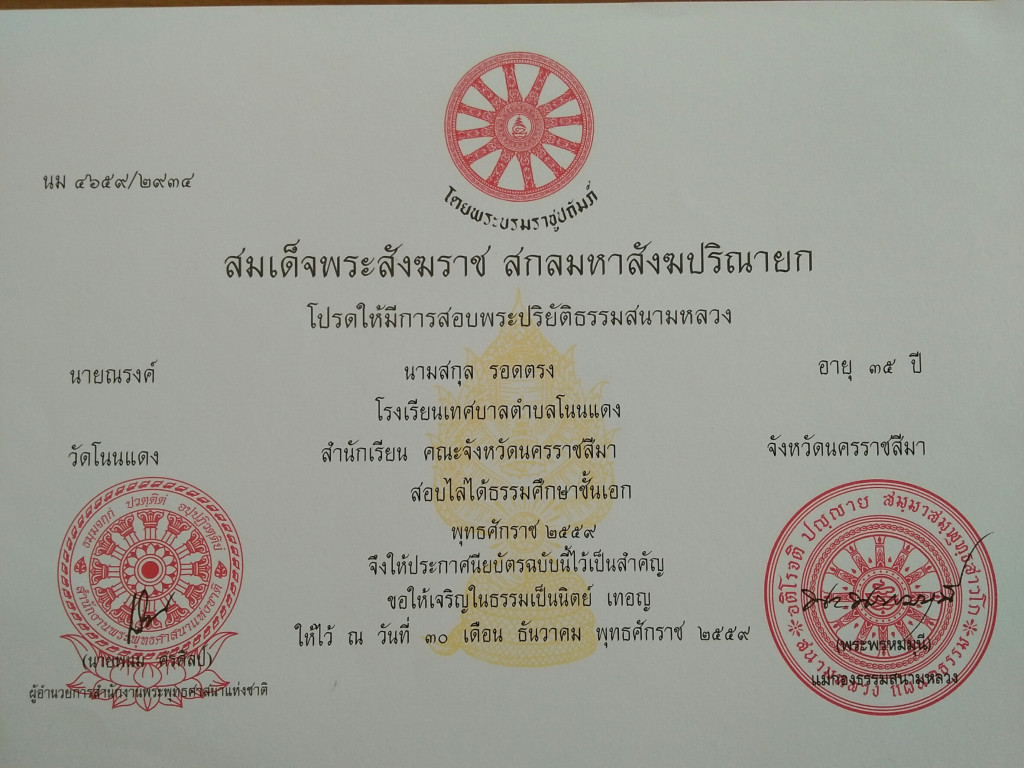 โดยพระบรมราชูปถัมภ์
นม ๔๖๕๙/๒๙๓๔
สมเด็จพระสังฆราช สกลมหาสังฆปริณายก
โปรดให้มีการสอบพระปริยัติธรรมสนามหลวง
นายณรงค์ นามสกุล รอดตรง อายุ ๓๕ ปี
โรงเรียนเทศบาลตำบลโนนแดง
วัดโนนแดง สำนักเรียน คณะจังหวัดนครราชสีมา จังหวัดนครราชสีมา
สอบไล่ได้ธรรมศึกษาชั้นเอก
พุทธศักราช ๒๕๕๙
จึงให้ประกาศนียบัตรฉบับนี้ไว้เป็นสำคัญ
ขอให้เจริญในธรรมเป็นนิตย์ เทอญ
ให้ไว้ ณ วันที่ ๓๐ เดือน ธันวาคม พุทธศักราช ๒๕๕๙
ธมฺมจกฺกํ ปวตฺติตํ อปฺปฏิวตฺติยํ
สำนักงานพระพุทธศาสนาแห่งชาติ
(นายพนม ศรศิลป์)
ผู้อำนวยการสำนักงานพระพุทธศาสนาแห่งชาติ
อติโรจติ ปญฺญาย สมฺมาสมฺพุทฺธสาวโก
สนามหลวง แผนกธรรม
(พระพรหมมุนี)
แม่กองธรรมสนามหลวง